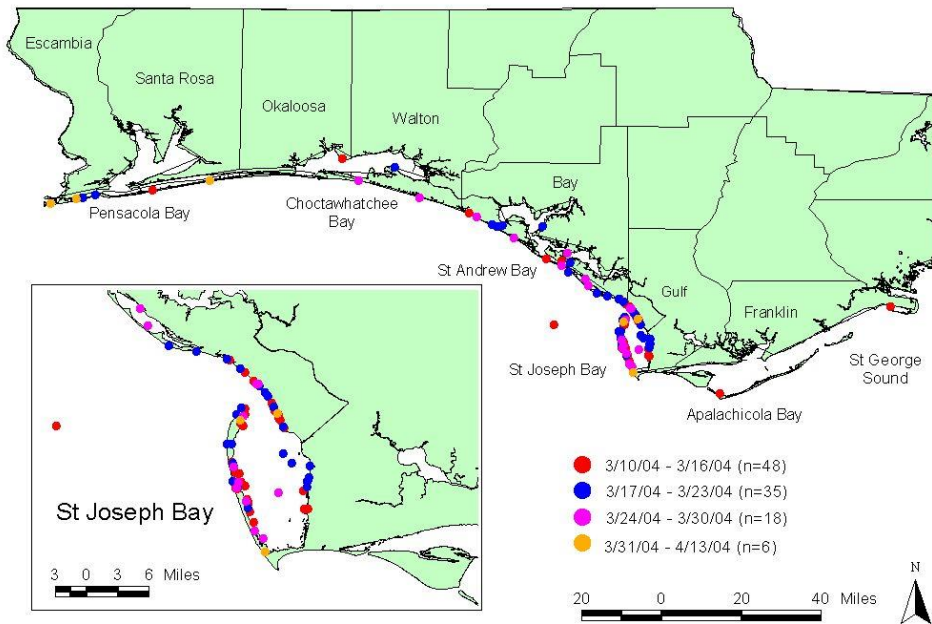 Escambia
Santa Rosa
Okaloosa
Walton
Bay
Pensacola Bay
Choctawhatchee
Bay
St Andrew Bay
Gulf
Franklin
St Joseph Bay
St George
Sound
Apalachicola Bay
St Joseph Bay
3 0 3 6 Miles
3/10/04 - 3/16/04 (n=48)
3/17/04 - 3/23/04 (n=35)
3/24/04 - 3/30/04 (n=18)
3/31/04 - 4/13/04 (n=6)
N
20 0 20 40 Miles